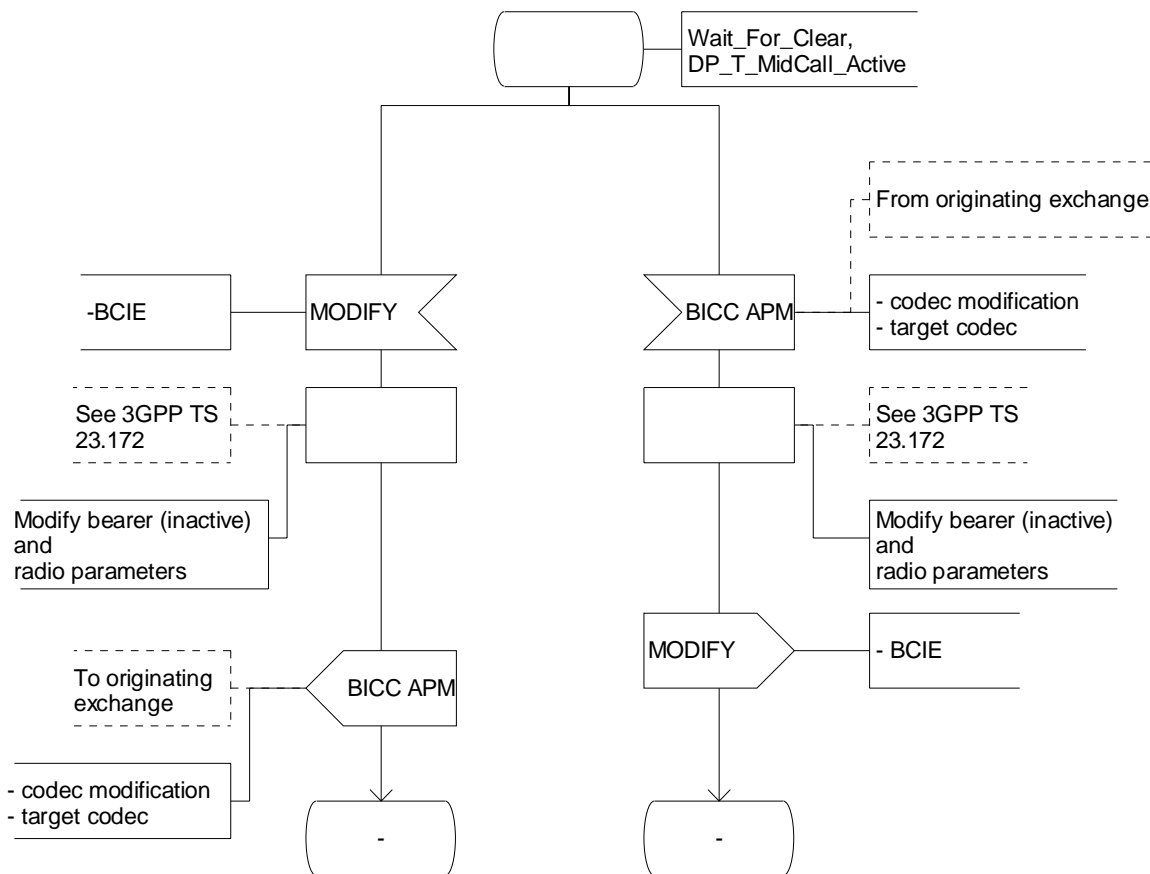 Wait_For_Clear,
DP_T_MidCall_Active
From originating exchange
-BCIE
MODIFY
BICC APM
- codec modification
- target codec
See 3GPP TS
23.172
See 3GPP TS
23.172
Modify bearer (inactive)
and
radio parameters
Modify bearer (inactive)
and
radio parameters
MODIFY
- BCIE
To originating
exchange
BICC APM
- codec modification
- target codec
-
-